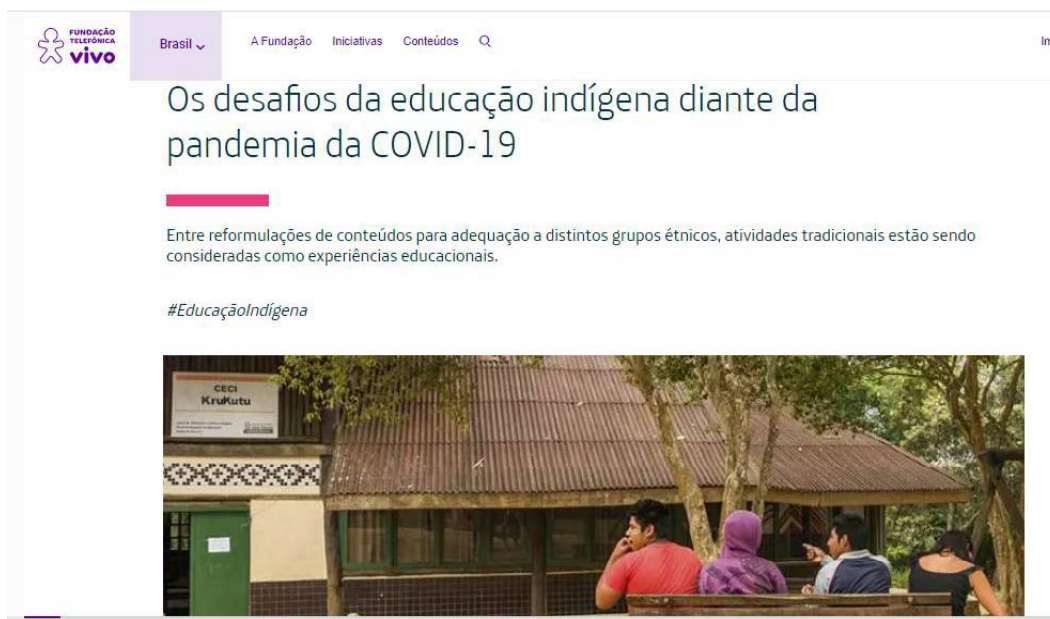 FUNDAÇÃO
TELEFÔNICA
vivo
Brasil
A Fundação
Iniciativas
Conteúdos
In
Os desafios da educação indígena diante da
pandemia da COVID-19
Entre reformulações de conteúdos para adequação a distintos grupos étnicos, atividades tradicionais estão sendo
consideradas como experiências educacionais.
#EducaçãoIndígena
CECI
KruKutu